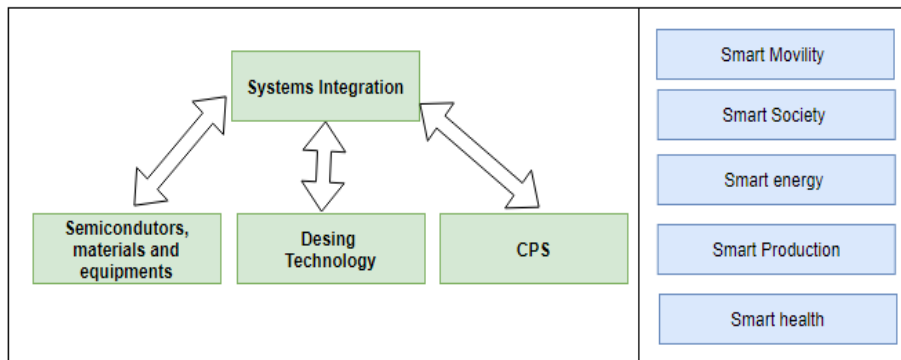 Systems Integration
Semicondutors,
materials and
equipments
Desing
Technology
CPS
Smart Movility
Smart Society
Smart energy
Smart Production
Smart health